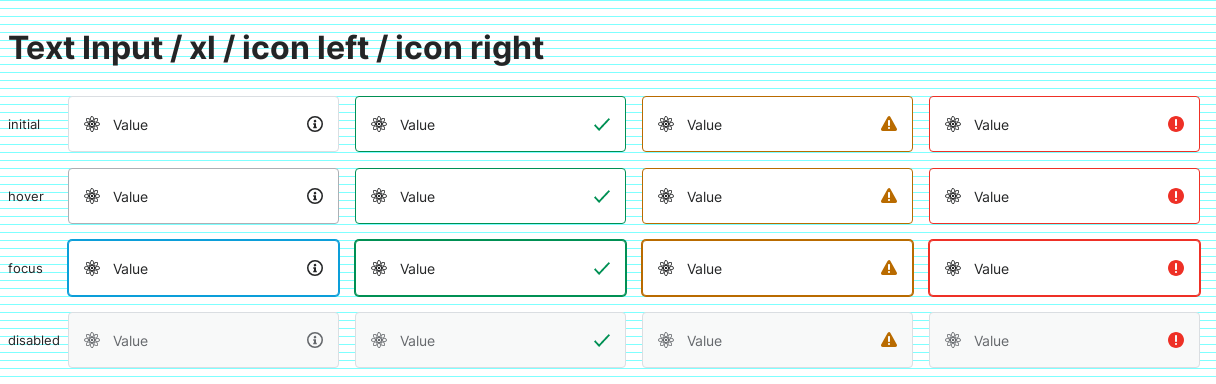 Text Input / xl / icon left / icon right
initial Value Value Value Value
hover Value Value Value Value
focus Value Value Value Value
disabled Value Value Value Value